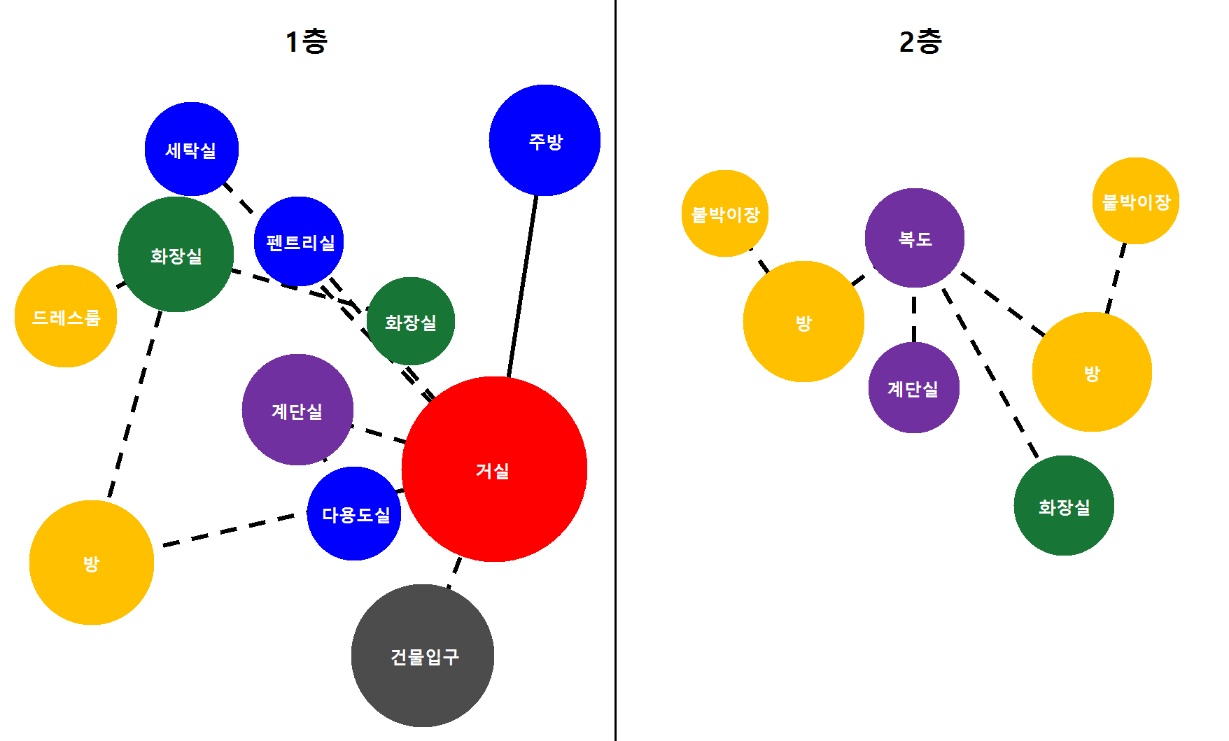 1층
세탁실
주방
펜트리실
화장실
드레스룸
화장실
계단실
거실
다용도실
방
건물입구
2층
붙박이장
붙박이장
복도
방
방
계단실
화장실